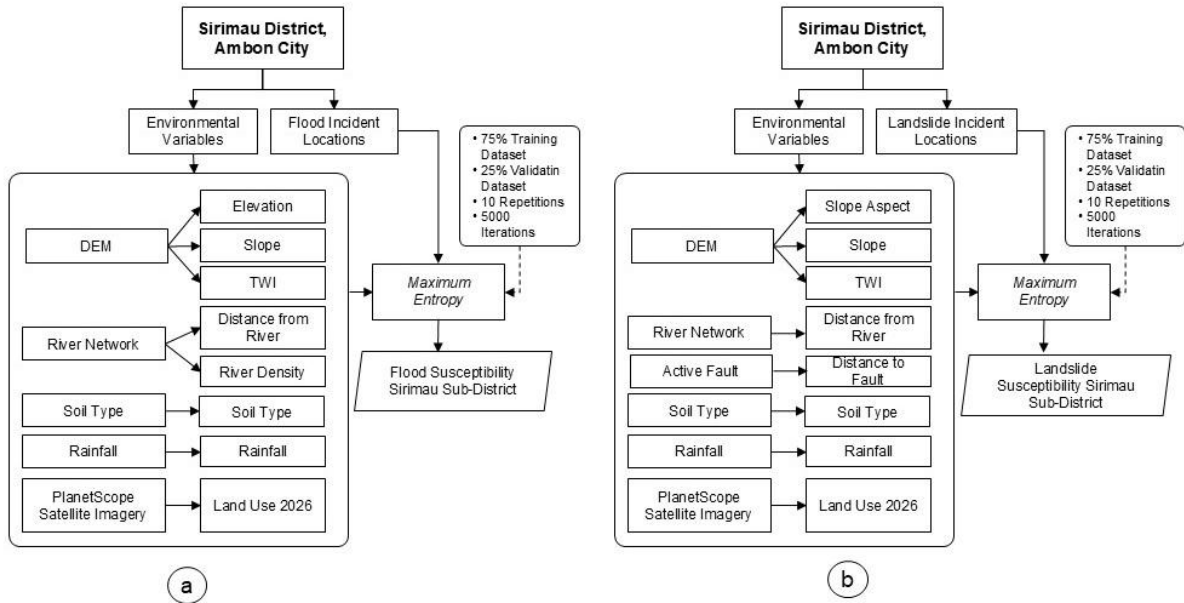 Sirimau District,
Ambon City
Environmental
Variables
Flood Incident
Locations
• 75% Training
Dataset
• 25% Validatin
Dataset
• 10 Repetitions
• 5000
Iterations
DEM
Elevation
Slope
TWI
River Network
Distance from
River
River Density
Soil Type
Soil Type
Rainfall
Rainfall
PlanetScope
Satellite Imagery
Land Use 2026
Maximum
Entropy
Flood Susceptibility
Sirimau Sub-District
a
Sirimau District,
Ambon City
Environmental
Variables
Landslide Incident
Locations
• 75% Training
Dataset
• 25% Validatin
Dataset
• 10 Repetitions
• 5000
Iterations
DEM
Slope Aspect
Slope
TWI
River Network
Distance from
River
Active Fault
Distance to
Fault
Soil Type
Soil Type
Rainfall
Rainfall
PlanetScope
Satellite Imagery
Land Use 2026
Maximum
Entropy
Landslide
Susceptibility Sirimau
Sub-District
b